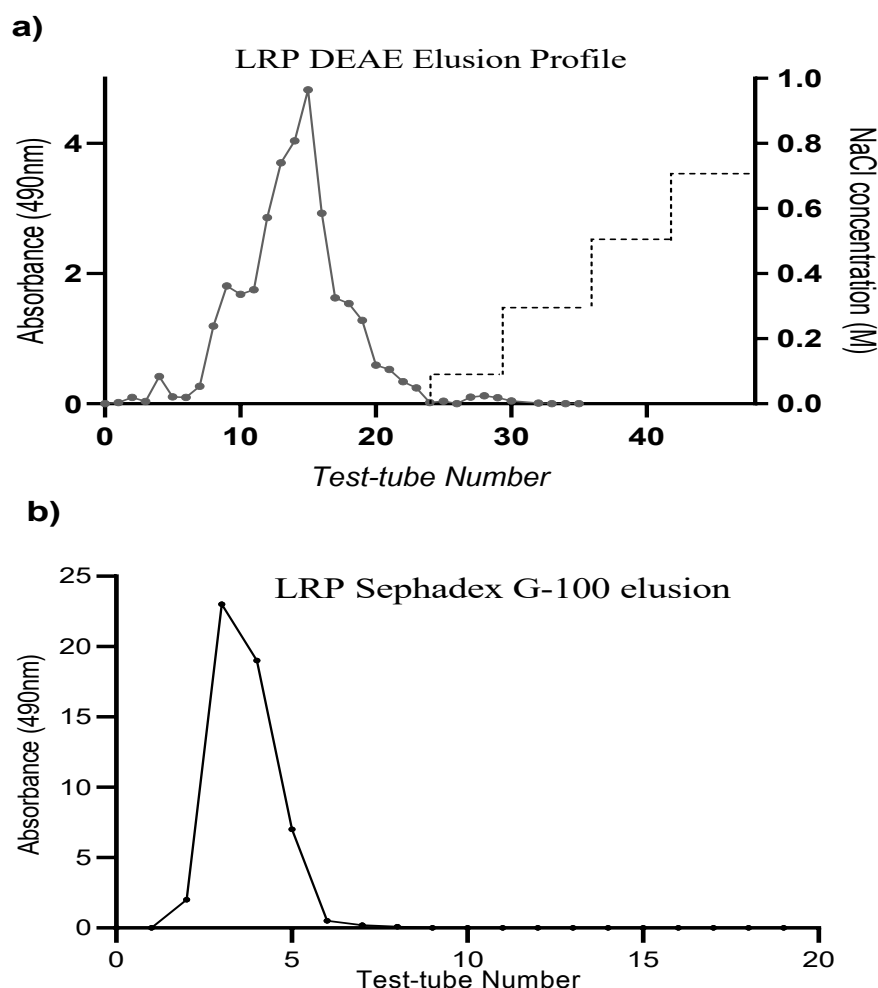 a)
LRP DEAE Elusion Profile
Absorbance (490nm)
4
2
0
1.0
0.8
0.6
0.4
0.2
0.0
NaCl concentration (M)
0 10 20 30 40
Test-tube Number
b)
LRP Sephadex G-100 elusion
Absorbance (490nm)
25
20
15
10
5
0
0 5 10 15 20
Test-tube Number